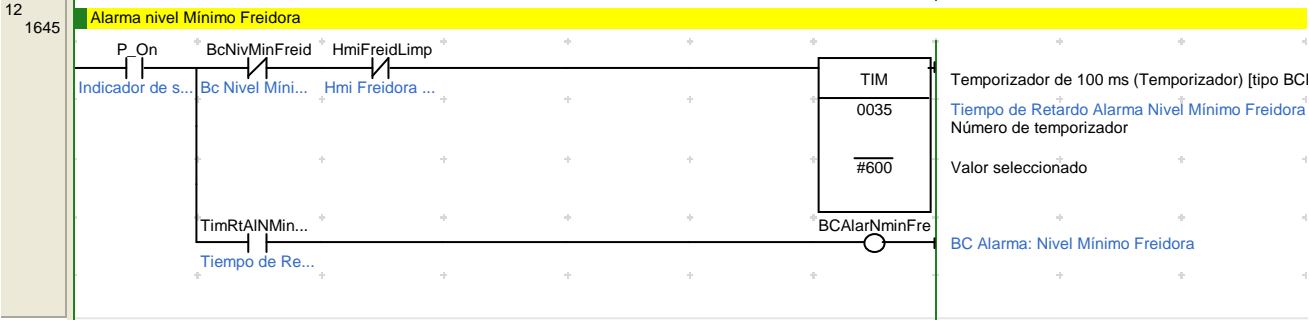 12
1645
Alarma nivel Mínimo Freidora
P_On BcNivMinFreid HmiFreidLimp
Indicador de s... Bc Nivel Míni... Hmi Freidora ...
TIM Temporizador de 100 ms (Temporizador) [tipo BC
0035 Tiempo de Retardo Alarma Nivel Mínimo Freidora
Número de temporizador
#600 Valor seleccionado
TimRtAlNMin... BCAlarNminFre
BC Alarma: Nivel Mínimo Freidora
Tiempo de Re...